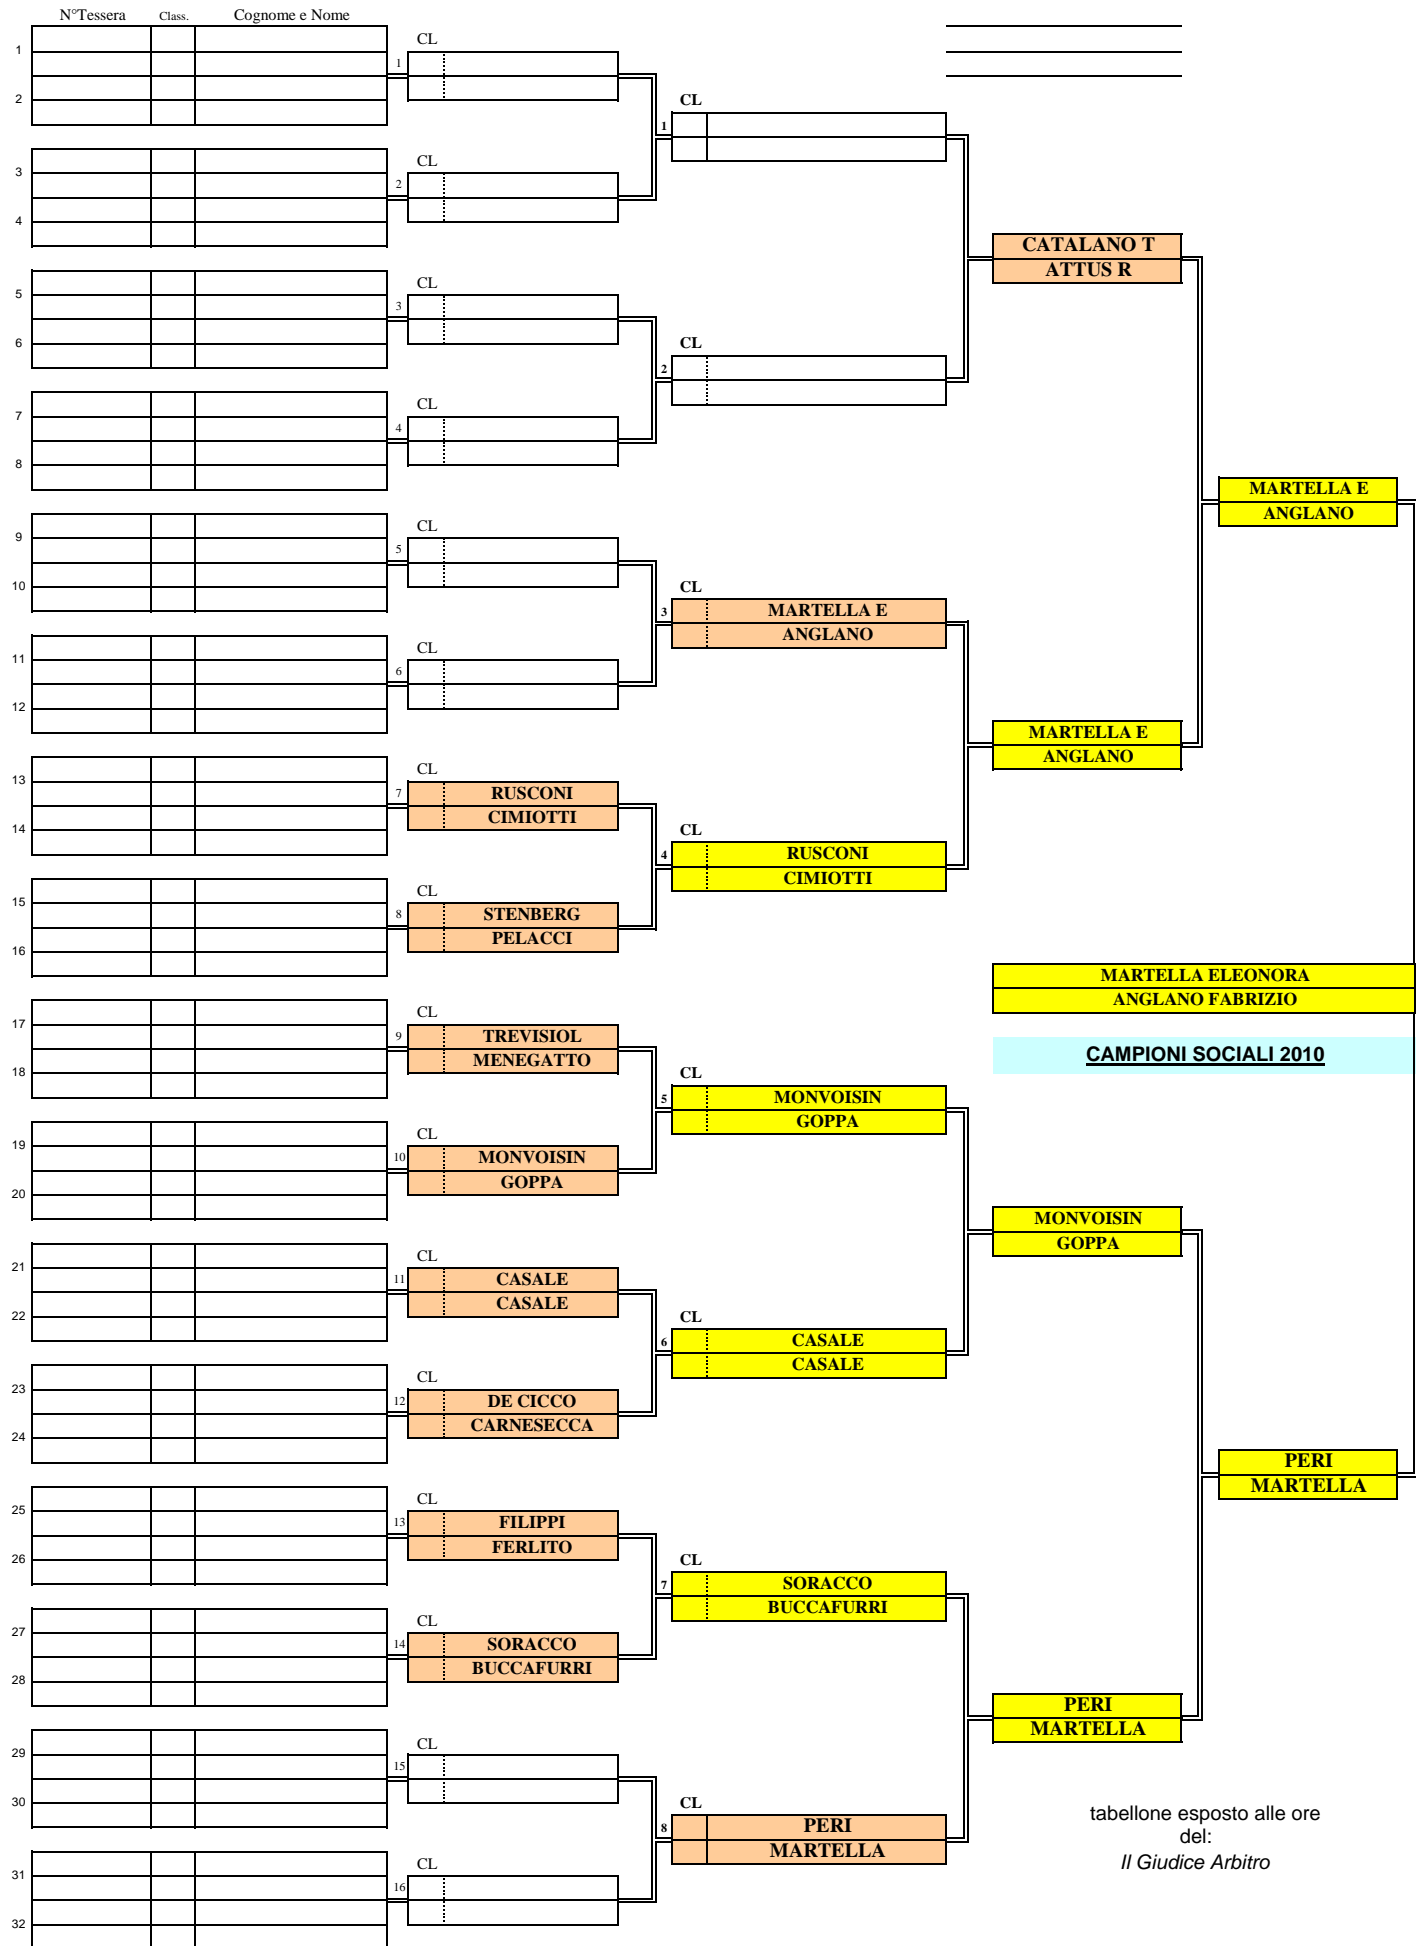 N°Tessera Class. Cognome e Nome
CL
1
1
2
CL
1
CL
3
2
4
CATALANO T
ATTUS R
CL
5
3
6
CL
2
CL
7
4
8
MARTELLA E
ANGLANO
CL
9
5
10
CL
3
MARTELLA E
ANGLANO
CL
11
6
12
MARTELLA E
ANGLANO
CL
13
7
RUSCONI
14
CIMIOTTI
CL
4
RUSCONI
CIMIOTTI
CL
15
8
STENBERG
16
PELACCI
MARTELLA ELEONORA
ANGLANO FABRIZIO
CAMPIONI SOCIALI 2010
CL
17
9
TREVISIOL
18
MENEGATTO
CL
5
MONVOISIN
GOPPA
CL
19
10
MONVOISIN
20
GOPPA
MONVOISIN
GOPPA
CL
21
11
CASALE
22
CASALE
CL
6
CASALE
CASALE
CL
23
12
DE CICCO
24
CARNESECCA
PERI
MARTELLA
CL
25
13
FILIPPI
26
FERLITO
CL
7
SORACCO
BUCCAFURRI
CL
27
14
SORACCO
28
BUCCAFURRI
PERI
MARTELLA
CL
29
15
30
CL
8
PERI
MARTELLA
CL
31
16
32
tabellone esposto alle ore
del:
Il Giudice Arbitro